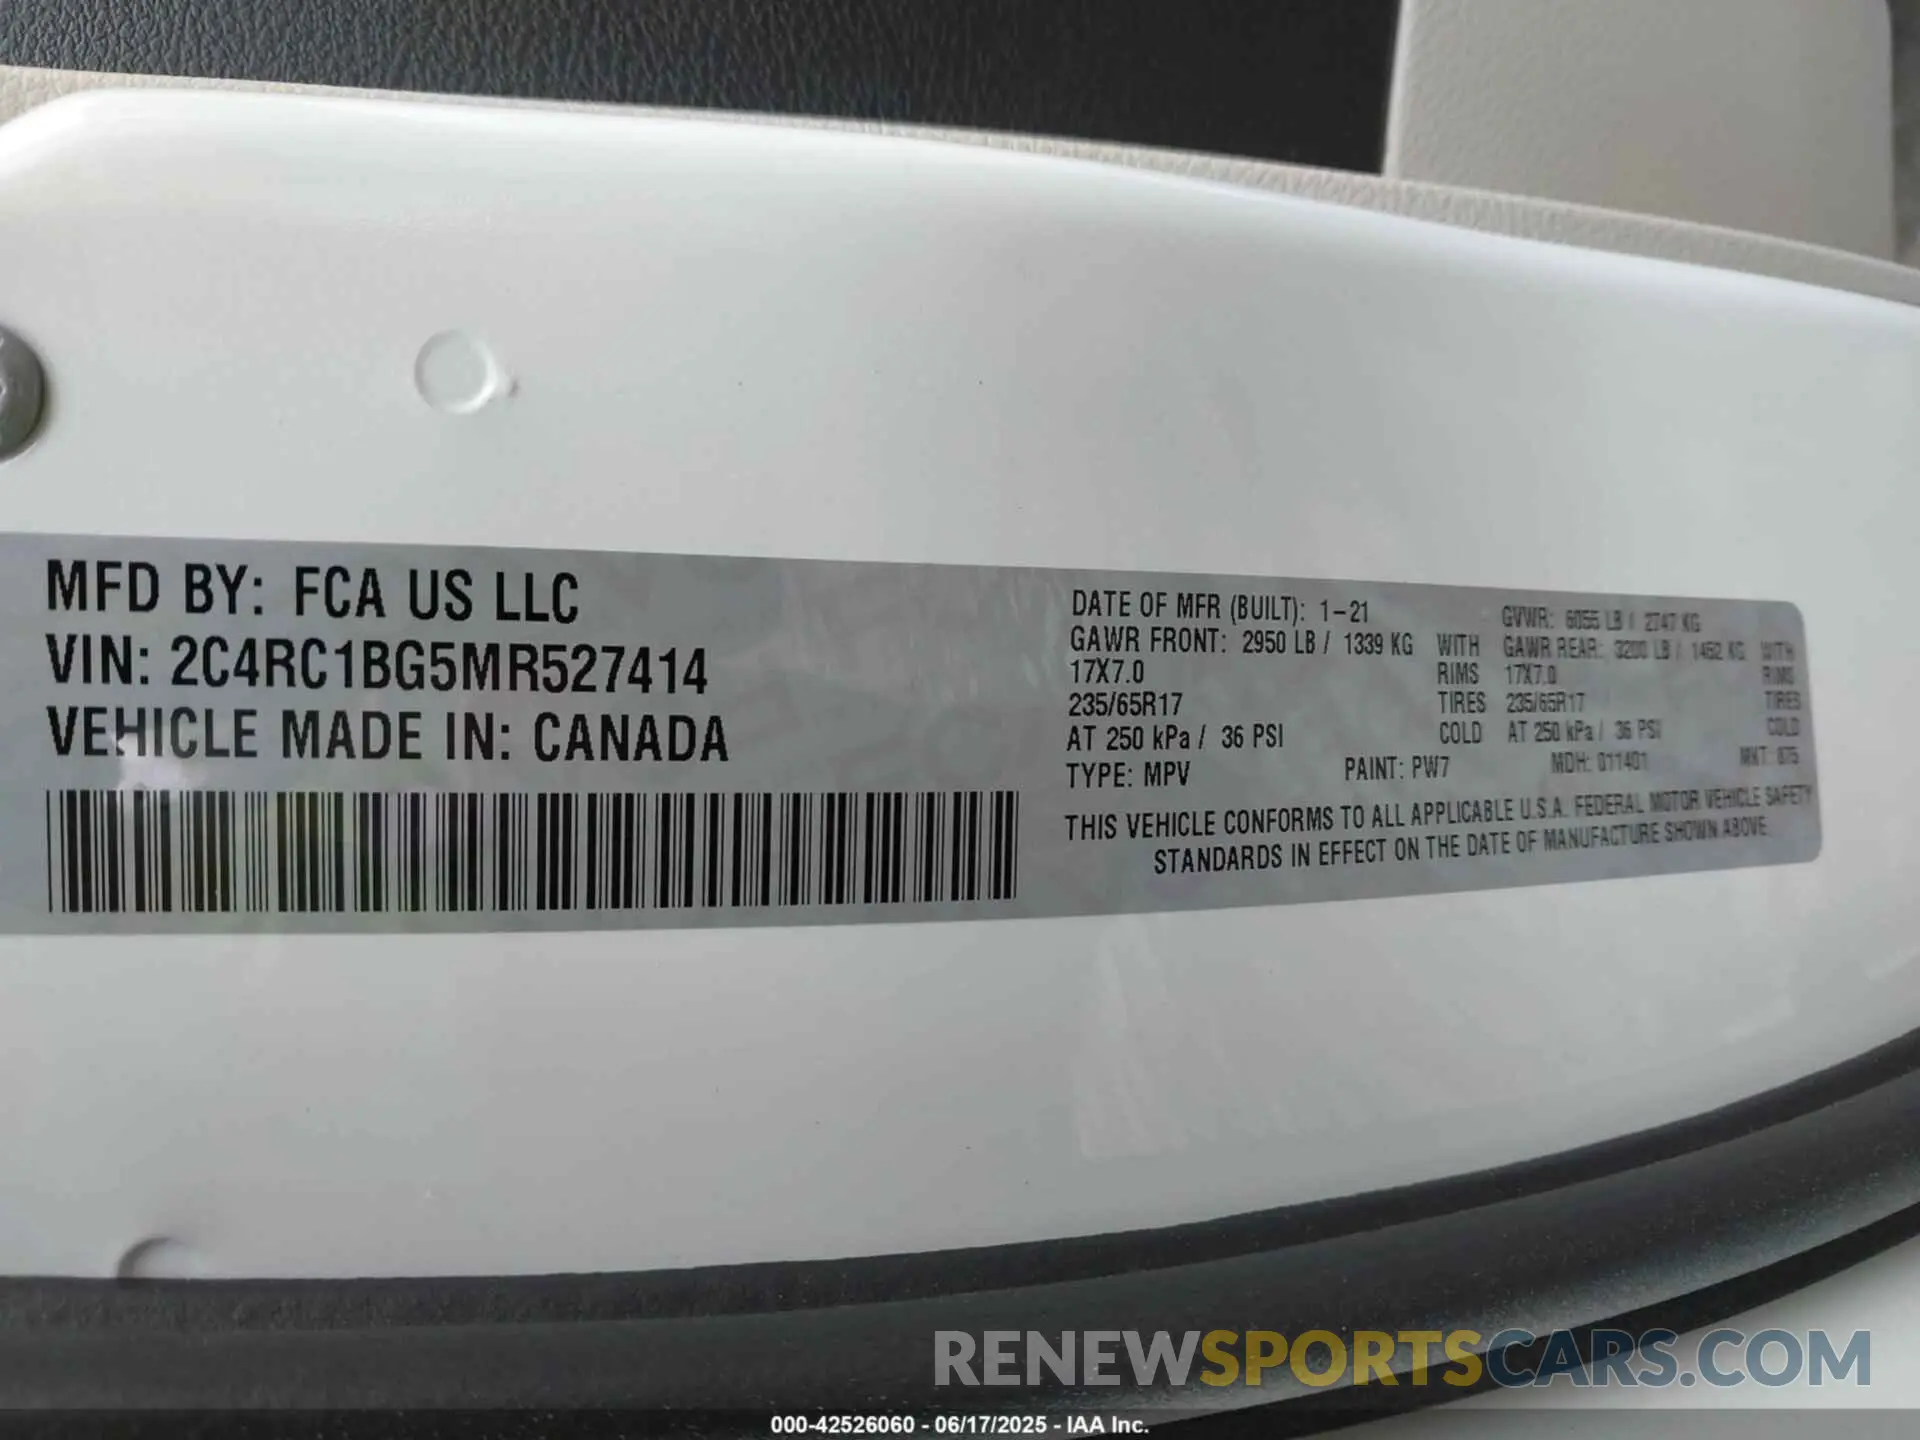 MFD BY: FCA US LLC
VIN: 2C4RC1BG5MR527414
VEHICLE MADE IN: CANADA
DATE OF MFR (BUILT): 1-21 GVWR: 6055 LB / 2747 KG
GAWR FRONT: 2950 LB / 1339 KG WITH GAWR REAR: 3200 LB / 1452 KG WITH
17X7.0 RIMS 17X7.0 RIMS
235/65R17 TIRES 235/65R17 TIRES
AT 250 kPa / 36 PSI COLD AT 250 kPa / 36 PSI COLD
TYPE: MPV PAINT: PW7 MDH: 011401 MKT: 875
THIS VEHICLE CONFORMS TO ALL APPLICABLE U.S.A. FEDERAL MOTOR VEHICLE SAFETY
STANDARDS IN EFFECT ON THE DATE OF MANUFACTURE SHOWN ABOVE.
RENEWSPORTSCARS.COM
000-42526060 - 06/17/2025 - IAA Inc.